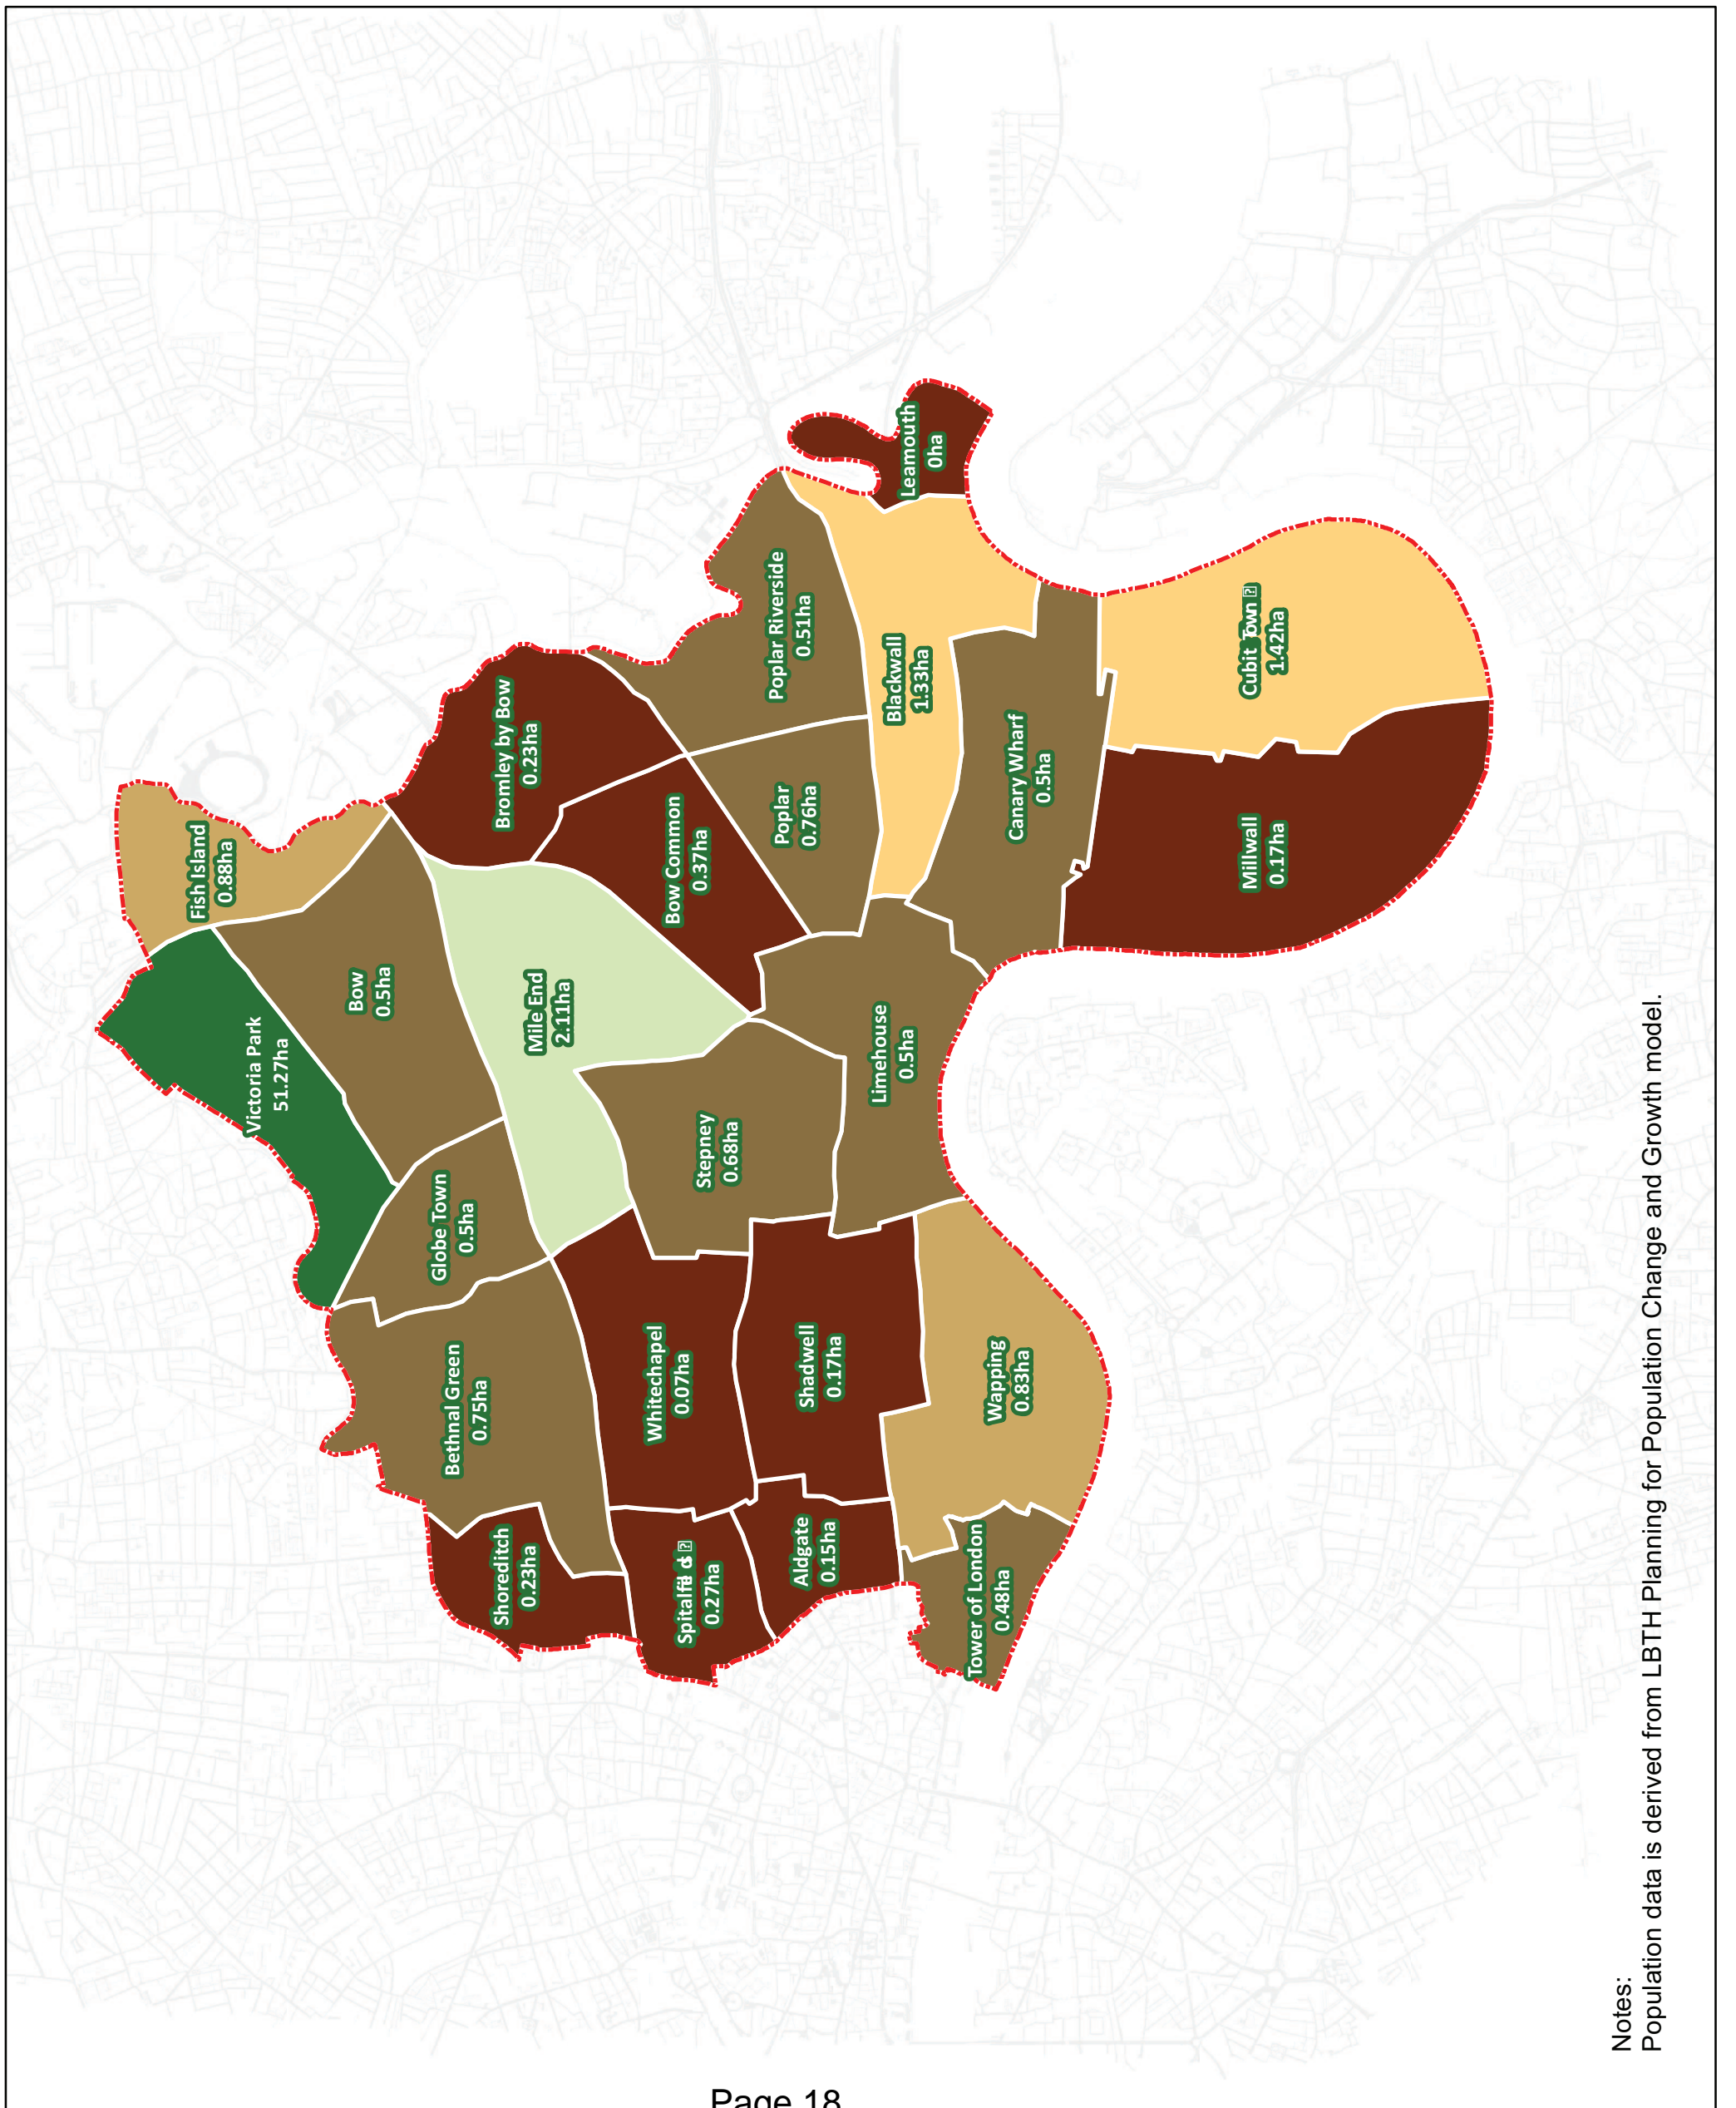 Fish Island
0.88ha
Victoria Park
51.27ha
Bow
0.5ha
Globe Town
0.5ha
Bethnal Green
0.75ha
Shoreditch
0.23ha
Bromley by Bow
0.23ha
Mile End
2.11ha
Bow Common
0.37ha
Stepney
0.68ha
Whitechapel
0.07ha
Spitalfields
0.27ha
Poplar Riverside
0.51ha
Poplar
0.76ha
Limehouse
0.5ha
Shadwell
0.17ha
Aldgate
0.15ha
Leamouth
0ha
Blackwall
1.33ha
Canary Wharf
0.5ha
Wapping
0.83ha
Tower of London
0.48ha
Cubit Town
1.42ha
Millwall
0.17ha
Notes:
Population data is derived from LBTH Planning for Population Change and Growth model.
Page 18